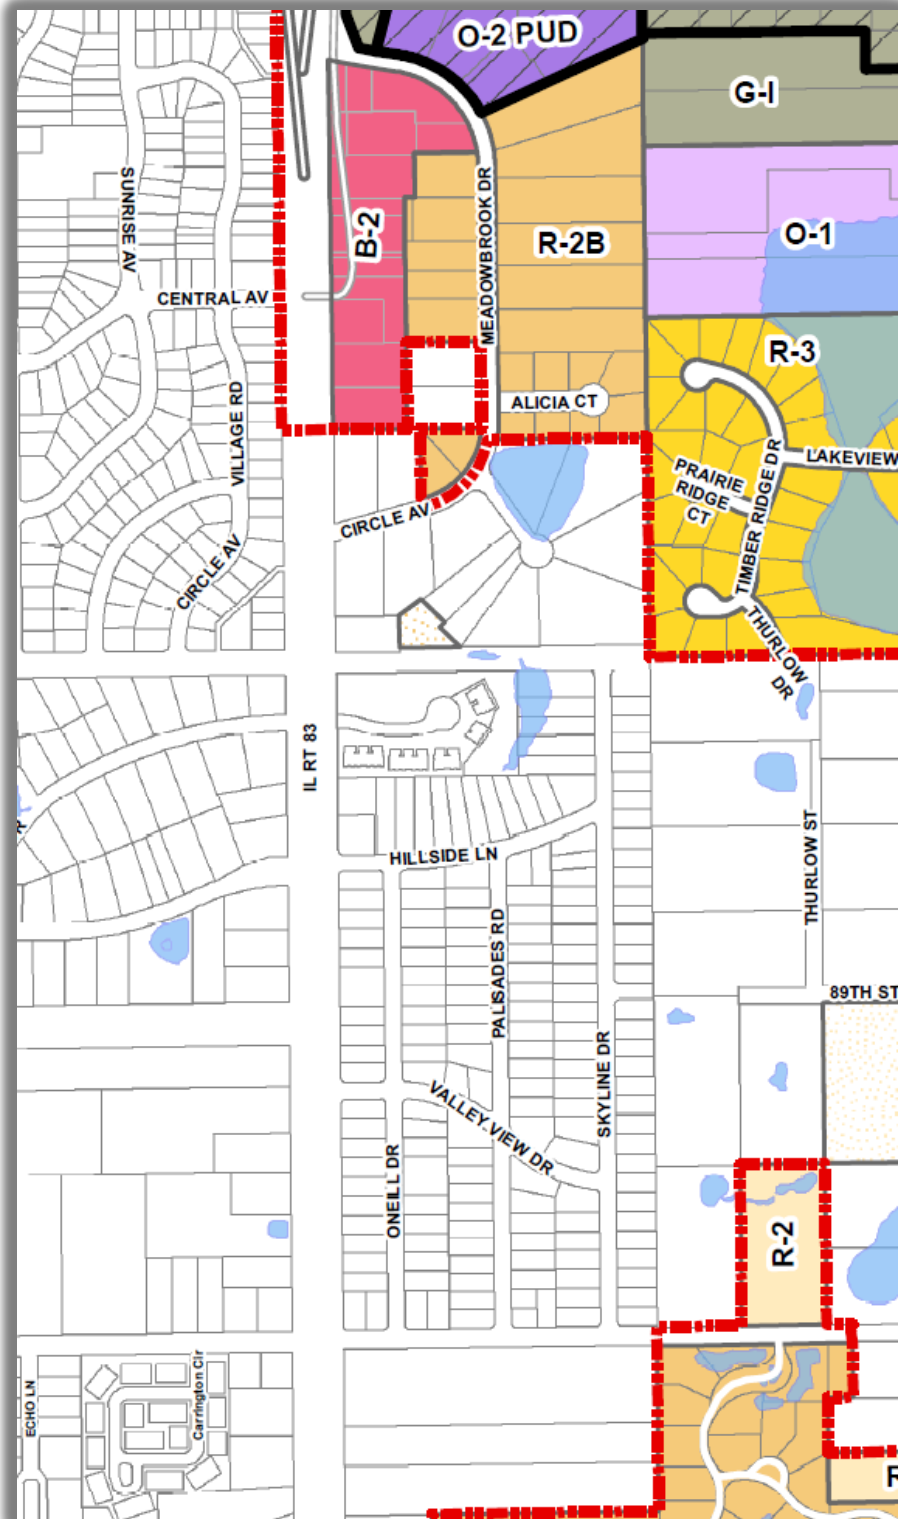 O-2 PUD
G-I
SUNRISE AV
B-2
MEADOWBROOK DR
R-2B
O-1
CENTRAL AV
R-3
VILLAGE RD
ALICIA CT
LAKEVIEW
PRAIRIE
RIDGE
CT
TIMBER RIDGE DR
CIRCLE AV
CIRCLE AV
THURLOW
DR
IL RT 83
THURLOW ST
HILLSIDE LN
PALISADES RD
89TH ST
SKYLINE DR
VALLEY VIEW DR
ONEILL DR
R-2
ECHO LN
Carrington Cir
R